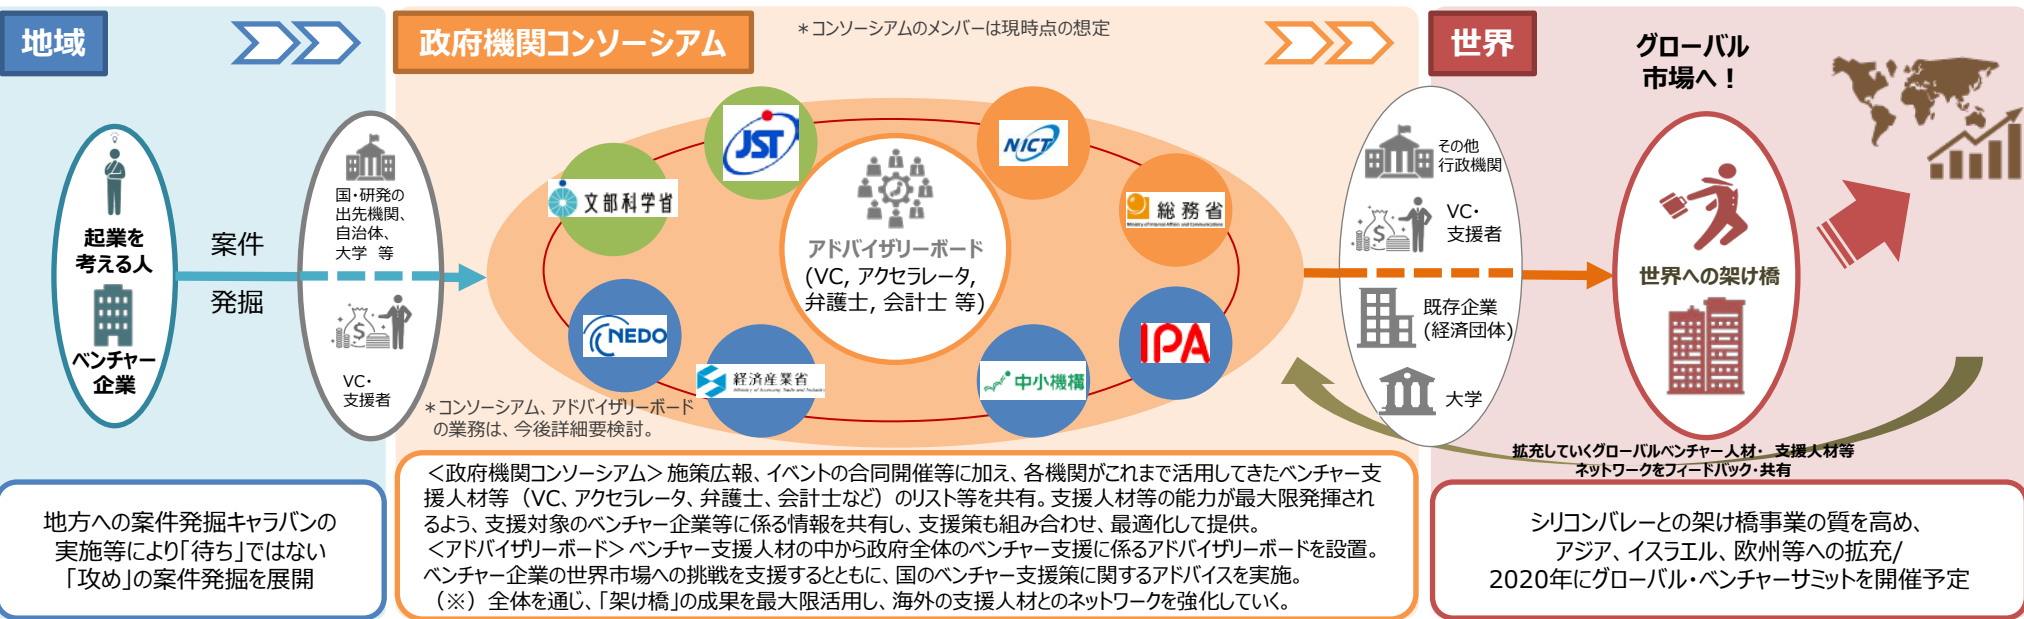 地域
政府機関コンソーシアム
＊コンソーシアムのメンバーは現時点の想定
世界
グローバル
市場へ！
起業を
考える人
ベンチャー
企業
案件
発掘
国・研発の
出先機関、
自治体、
大学 等
VC・
支援者
JST
文部科学省
NEDO
経済産業省
Ministry of Economy, Trade and Industry
アドバイザリーボード
(VC, アクセラレータ,
弁護士, 会計士 等)
NICT
総務省
Ministry of Internal Affairs and Communications
IPA
中小機構
＊コンソーシアム、アドバイザリーボード
の業務は、今後詳細要検討。
その他
行政機関
VC・
支援者
既存企業
(経済団体)
大学
世界への架け橋
拡充していくグローバルベンチャー人材・ 支援人材等
ネットワークをフィードバック・共有
地方への案件発掘キャラバンの
実施等により「待ち」ではない
「攻め」の案件発掘を展開
＜政府機関コンソーシアム＞施策広報、イベントの合同開催等に加え、各機関がこれまで活用してきたベンチャー支
援人材等（VC、アクセラレータ、弁護士、会計士など）のリスト等を共有。支援人材等の能力が最大限発揮され
るよう、支援対象のベンチャー企業等に係る情報を共有し、支援策も組み合わせ、最適化して提供。
＜アドバイザリーボード＞ベンチャー支援人材の中から政府全体のベンチャー支援に係るアドバイザリーボードを設置。
ベンチャー企業の世界市場への挑戦を支援するとともに、国のベンチャー支援策に関するアドバイスを実施。
（※）全体を通じ、「架け橋」の成果を最大限活用し、海外の支援人材とのネットワークを強化していく。
シリコンバレーとの架け橋事業の質を高め、
アジア、イスラエル、欧州等への拡充/
2020年にグローバル・ベンチャーサミットを開催予定